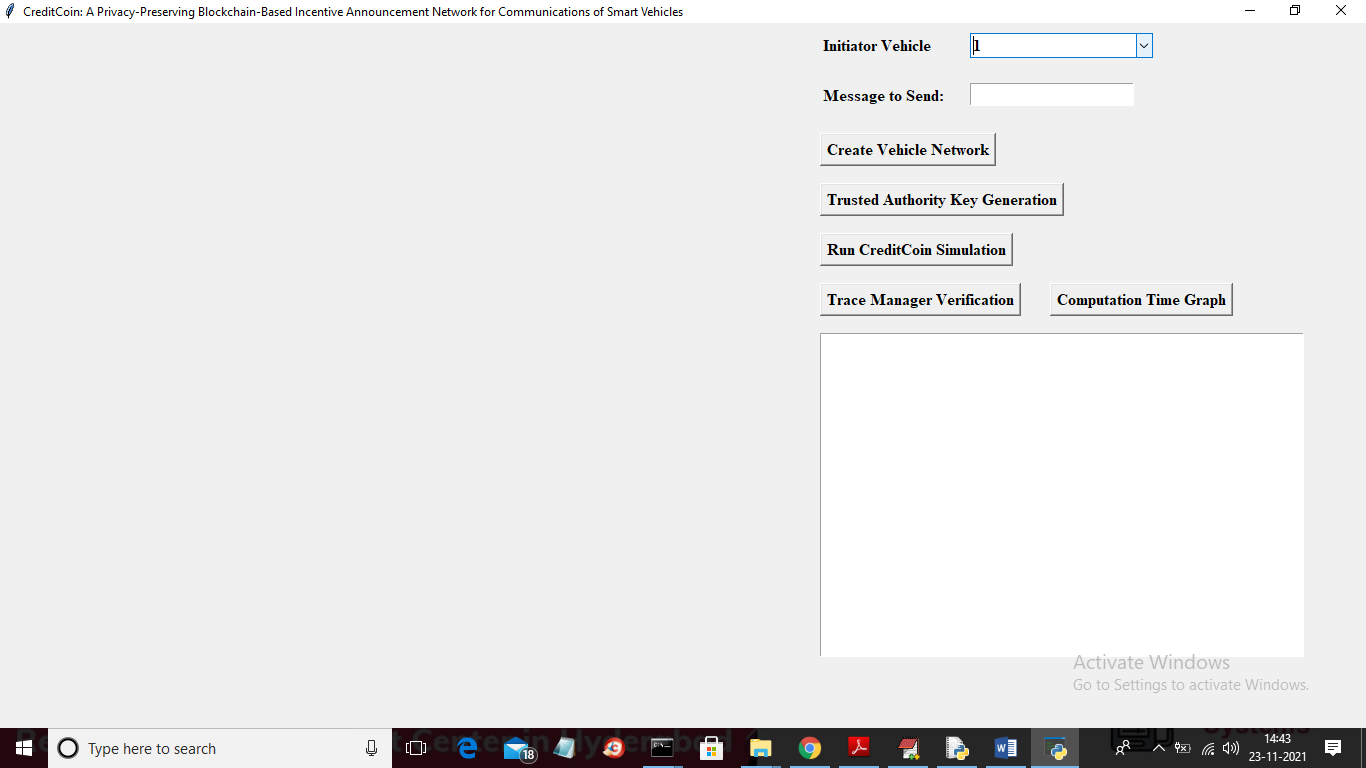 CreditCoin: A Privacy-Preserving Blockchain-Based Incentive Announcement Network for Communications of Smart Vehicles
Initiator Vehicle 1
Message to Send:
Create Vehicle Network
Trusted Authority Key Generation
Run CreditCoin Simulation
Trace Manager Verification Computation Time Graph
Activate Windows
Go to Settings to activate Windows.
Type here to search
18
14:43
23-11-2021